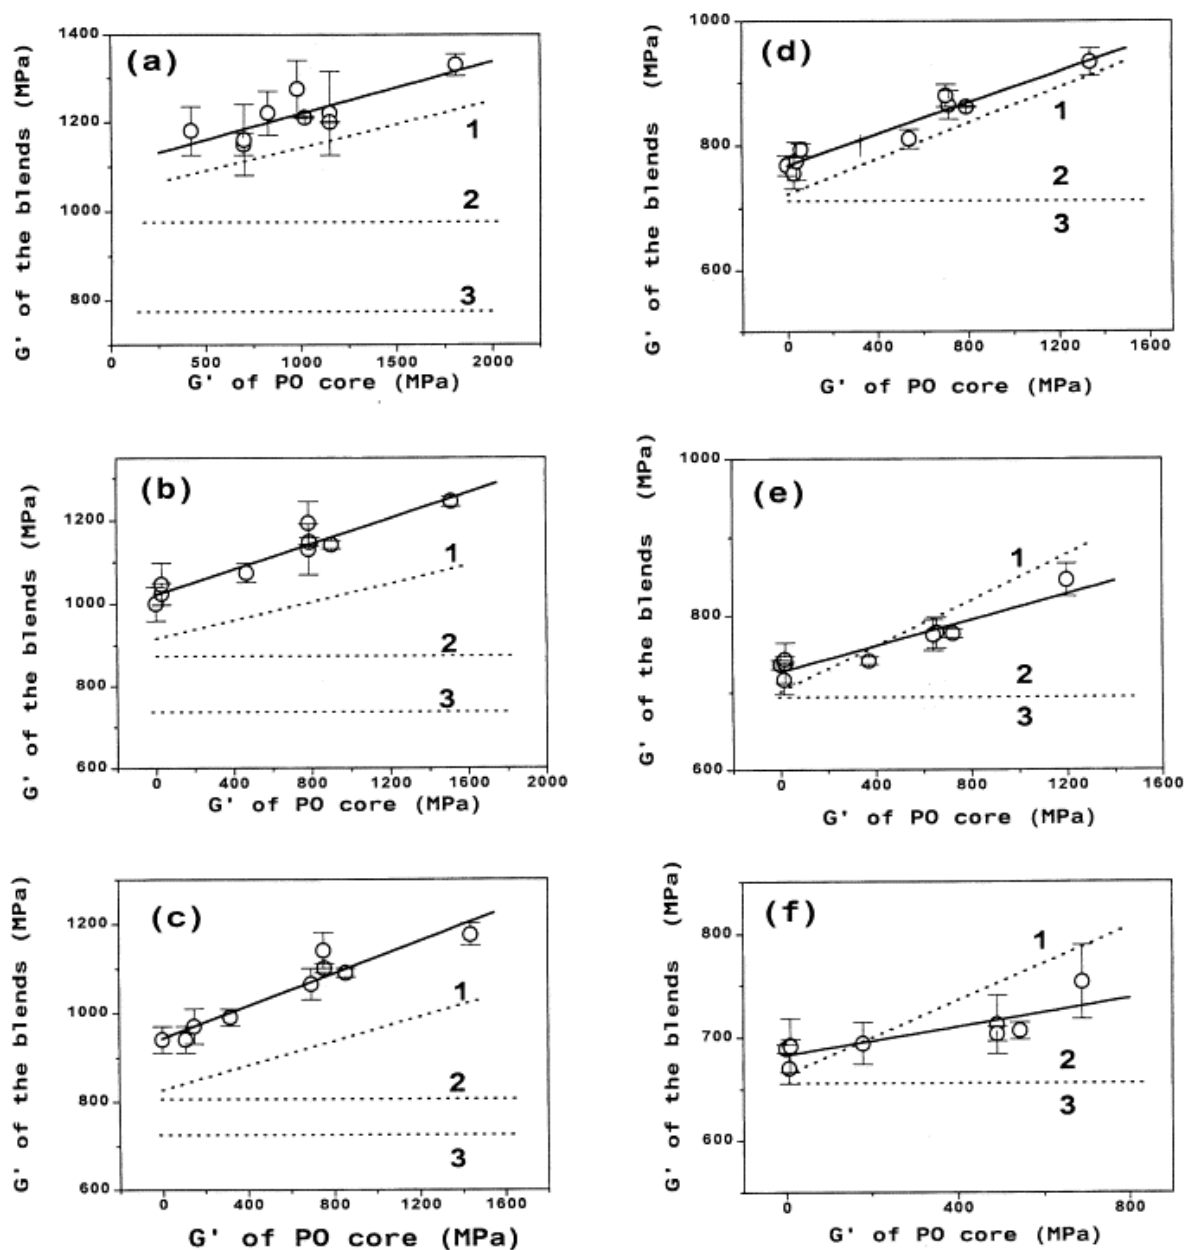 (a)
G' of the blends (MPa)
1400
1200
1000
800
1
2
3
0 500 1000 1500 2000
G' of PO core (MPa)
(d)
G' of the blends (MPa)
1000
800
600
1
2
3
0 400 800 1200 1600
G' of PO core (MPa)
(b)
G' of the blends (MPa)
1200
1000
800
600
1
2
3
0 400 800 1200 1600 2000
G' of PO core (MPa)
(e)
G' of the blends (MPa)
1000
800
600
1
2
3
0 400 800 1200 1600
G' of PO core (MPa)
(c)
G' of the blends (MPa)
1200
1000
800
600
1
2
3
0 400 800 1200 1600
G' of PO core (MPa)
(f)
G' of the blends (MPa)
800
700
600
1
2
3
0 400 800
G' of PO core (MPa)